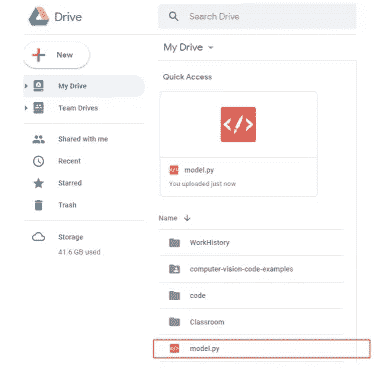 Drive
Search Drive
New
My Drive
My Drive
Team Drives
Shared with me
Recent
Starred
Trash
Storage
41.6 GB used
Quick Access
</>
model.py
You uploaded just now
Name
WorkHistory
computer-vision-code-examples
code
Classroom
model.py